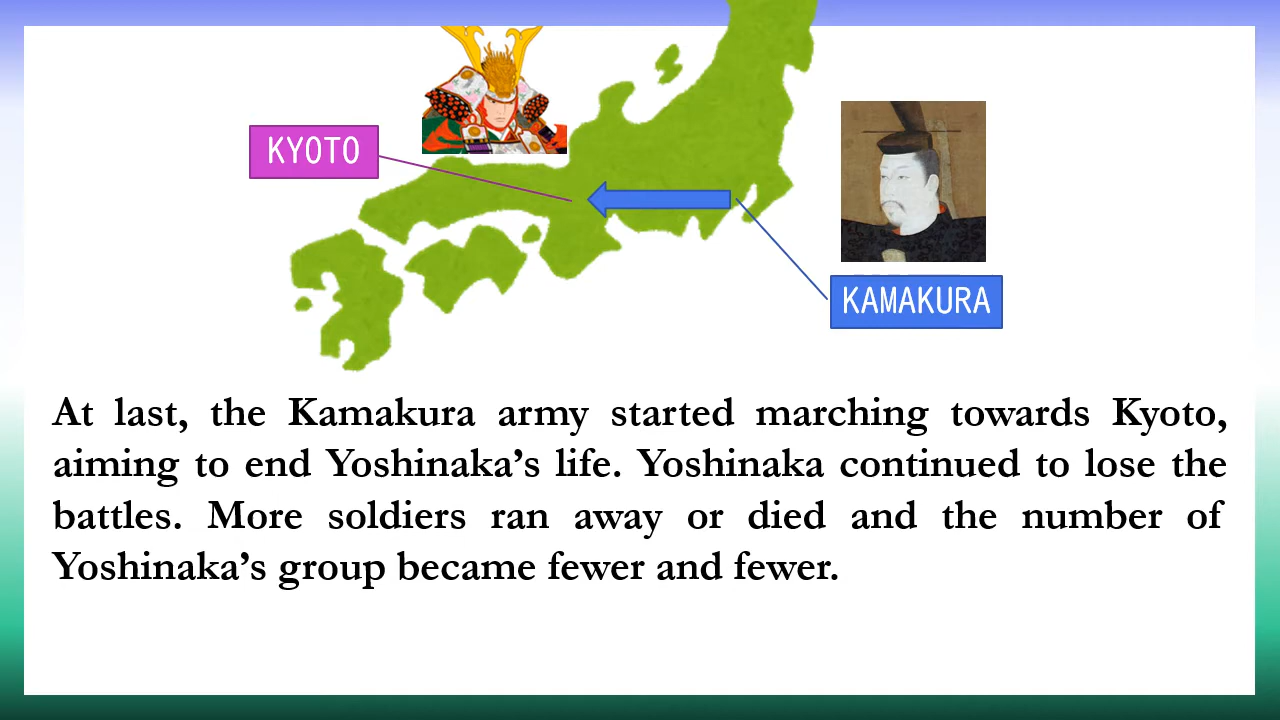 KYOTO
KAMAKURA
At last, the Kamakura army started marching towards Kyoto,
aiming to end Yoshinaka’s life. Yoshinaka continued to lose the
battles. More soldiers ran away or died and the number of
Yoshinaka’s group became fewer and fewer.